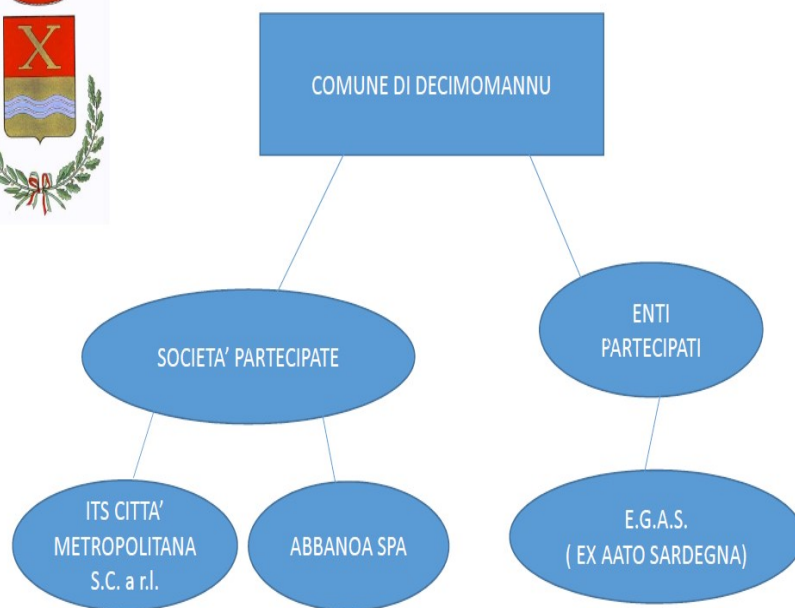 X
COMUNE DI DECIMOMANNU
SOCIETA’ PARTECIPATE
ENTI
PARTECIPATI
ITS CITTA’
METROPOLITANA
S.C. a r.l.
ABBANOA SPA
E.G.A.S.
( EX AATO SARDEGNA)